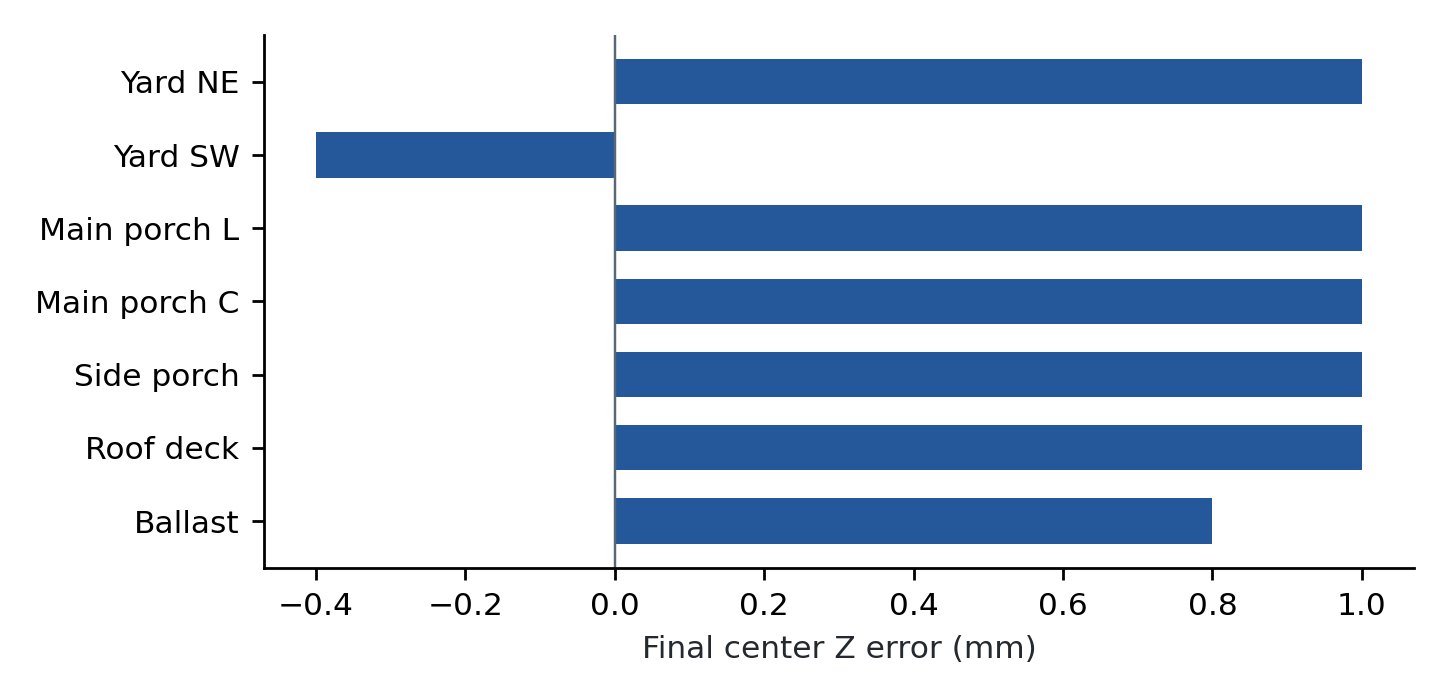 Yard NE
Yard SW
Main porch L
Main porch C
Side porch
Roof deck
Ballast
−0.4 −0.2 0.0 0.2 0.4 0.6 0.8 1.0
Final center Z error (mm)